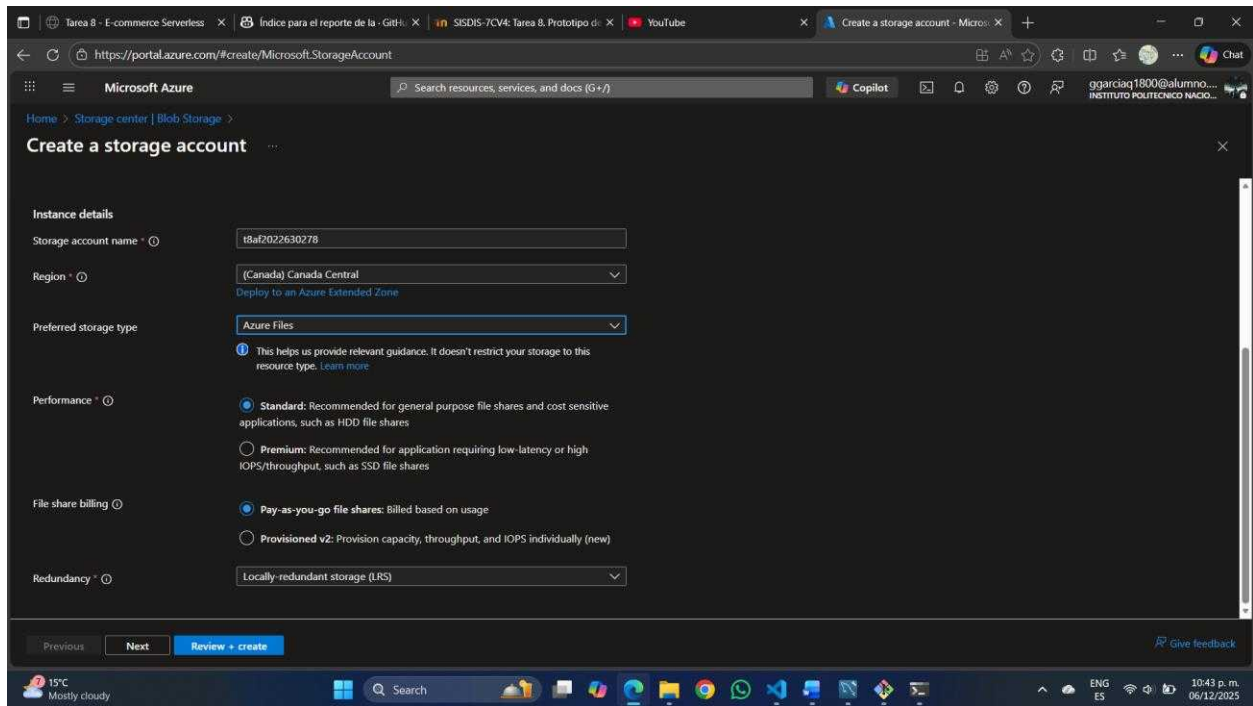 Tarea 8 - E-commerce Serverless
Índice para el reporte de la · GitHu
SISDIS-7CV4: Tarea 8. Prototipo de
YouTube
Create a storage account - Micros
https://portal.azure.com/#create/Microsoft.StorageAccount
Chat
Microsoft Azure
Search resources, services, and docs (G+/)
Copilot
ggarciaq1800@alumno....
INSTITUTO POLITECNICO NACIO...
Home > Storage center | Blob Storage >
Create a storage account ...
Instance details
Storage account name *
t8af2022630278
Region *
(Canada) Canada Central
Deploy to an Azure Extended Zone
Preferred storage type
Azure Files
This helps us provide relevant guidance. It doesn't restrict your storage to this
resource type. Learn more
Performance *
Standard: Recommended for general purpose file shares and cost sensitive
applications, such as HDD file shares
Premium: Recommended for application requiring low-latency or high
IOPS/throughput, such as SSD file shares
File share billing
Pay-as-you-go file shares: Billed based on usage
Provisioned v2: Provision capacity, throughput, and IOPS individually (new)
Redundancy *
Locally-redundant storage (LRS)
Previous
Next
Review + create
Give feedback
7
15°C
Mostly cloudy
Search
ENG
ES
10:43 p. m.
06/12/2025